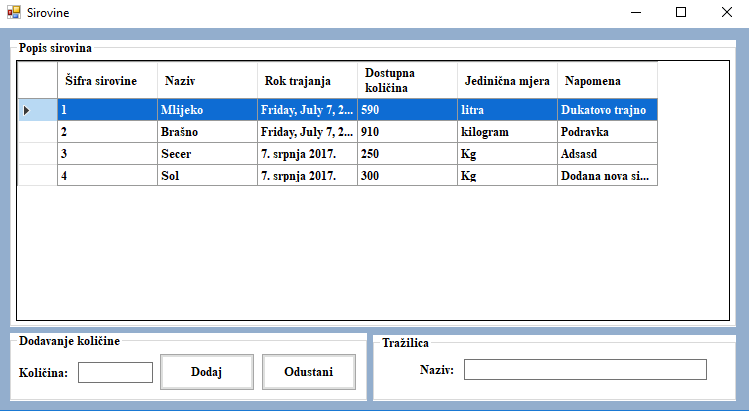 Sirovine
Popis sirovina
Šifra sirovine Naziv Rok trajanja Dostupna količina Jedinična mjera Napomena
1 Mlijeko Friday, July 7, 2... 590 litra Dukatovo trajno
2 Brašno Friday, July 7, 2... 910 kilogram Podravka
3 Secer 7. srpnja 2017. 250 Kg Adsasd
4 Sol 7. srpnja 2017. 300 Kg Dodana nova si...
Dodavanje količine
Količina: Dodaj Odustani
Tražilica
Naziv: